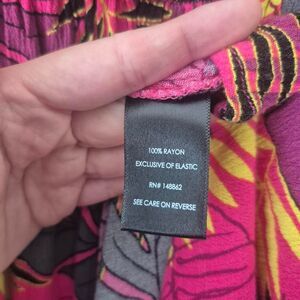 100% RAYON
EXCLUSIVE OF ELASTIC
RN# 148862
SEE CARE ON REVERSE